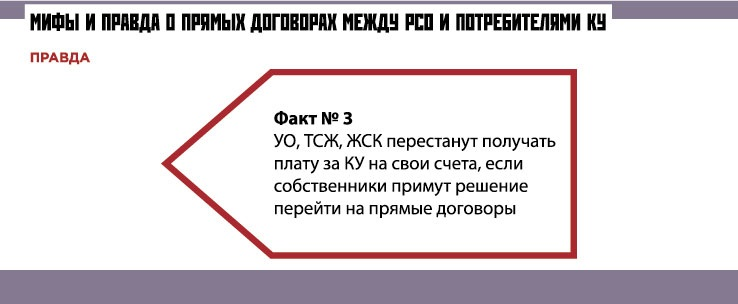 МИФЫ И ПРАВДА О ПРЯМЫХ ДОГОВОРАХ МЕЖДУ РСО И ПОТРЕБИТЕЛЯМИ КУ
ПРАВДА
Факт № 3
УО, ТСЖ, ЖСК перестанут получать
плату за КУ на свои счета, если
собственники примут решение
перейти на прямые договоры